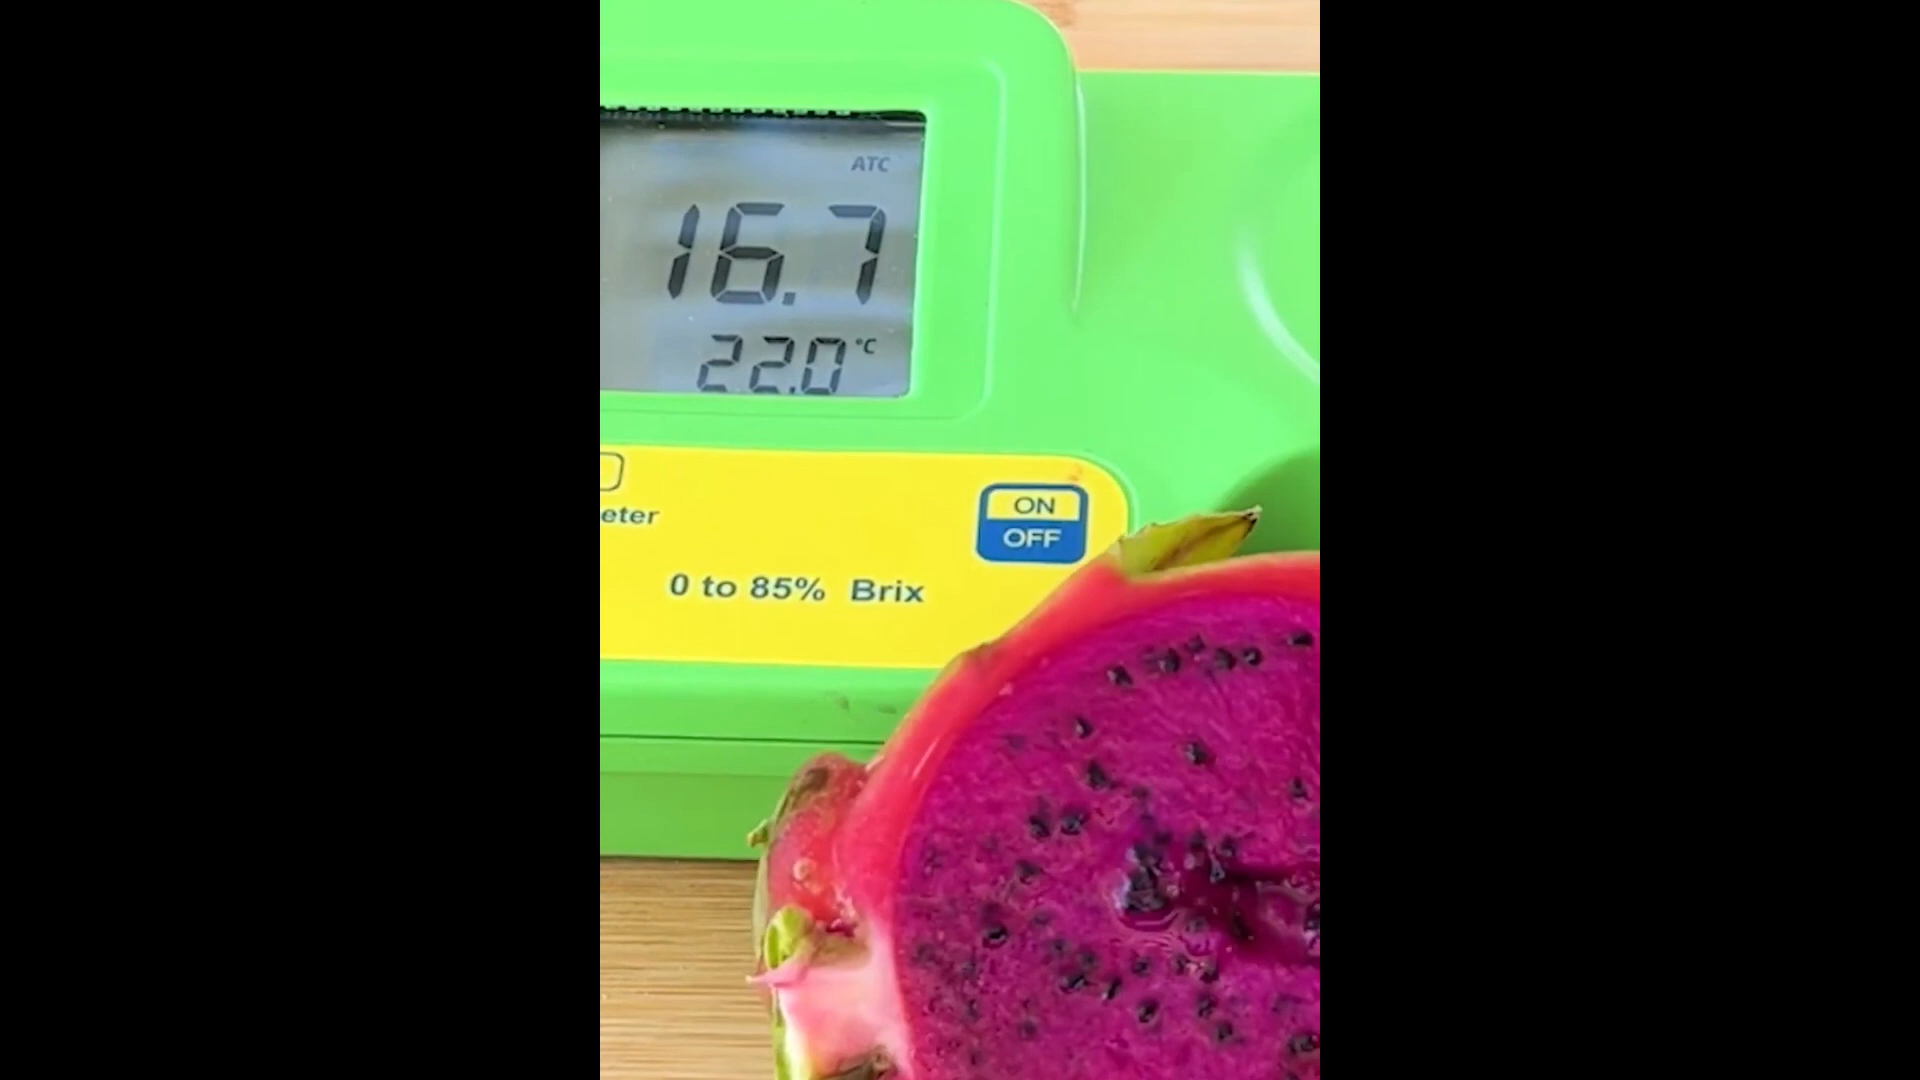 ATC
16.7
22.0 °C
ON
OFF
eter
0 to 85% Brix